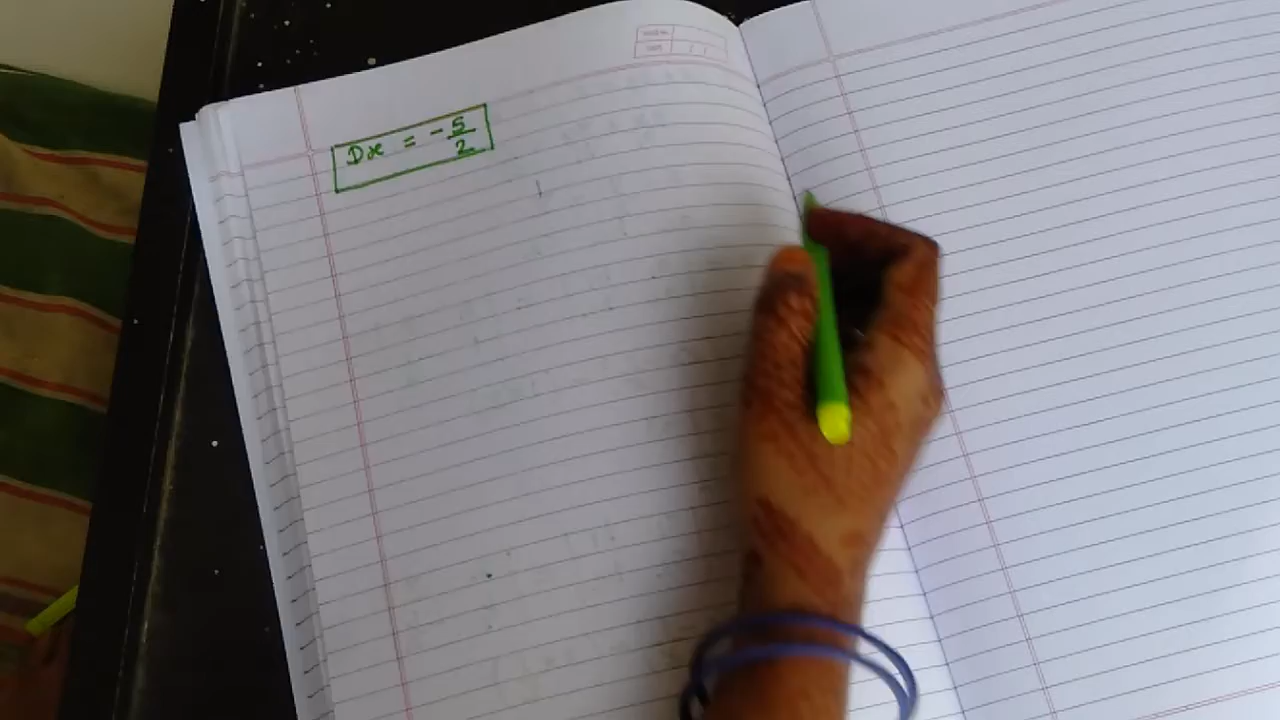 Dx = -5/2